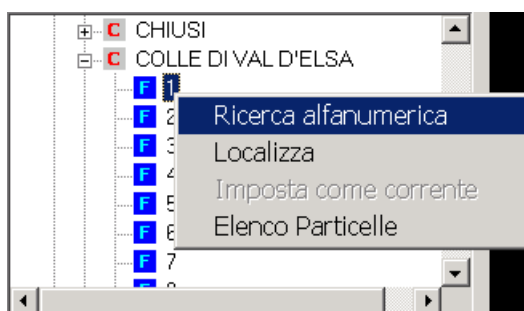 C CHIUSI
C COLLE DI VAL D'ELSA
F 1
F 2
Ricerca alfanumerica
F 3
Localizza
F 4
Imposta come corrente
F 5
F 6
Elenco Particelle
F 7
F